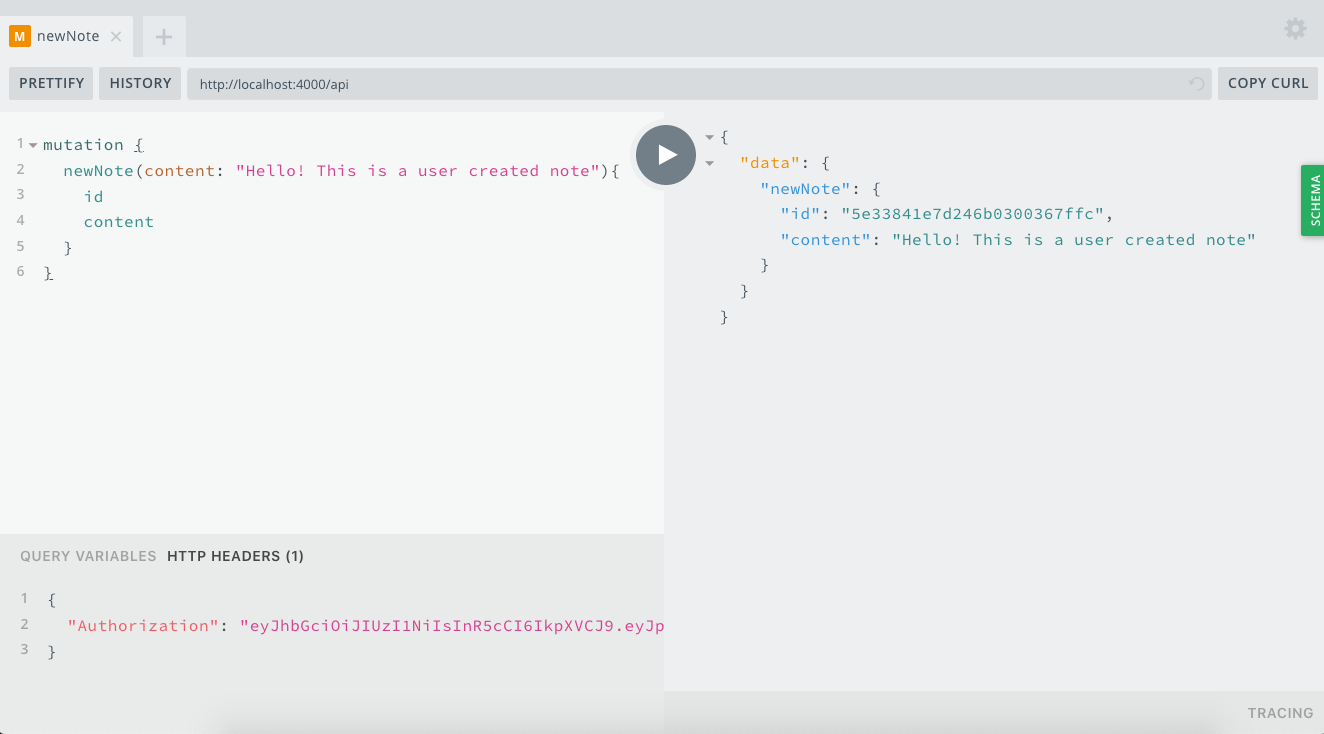 M newNote
PRETTIFY HISTORY http://localhost:4000/api COPY CURL
1 mutation {
2 newNote(content: "Hello! This is a user created note"){
3 id
4 content
5 }
6 }
QUERY VARIABLES HTTP HEADERS (1)
1 {
2 "Authorization": "eyJhbGciOiJIUzI1NiIsInR5cCI6IkpXVCJ9.eyJp
3 }
{
"data": {
"newNote": {
"id": "5e33841e7d246b0300367ffc",
"content": "Hello! This is a user created note"
}
}
}
SCHEMA
TRACING